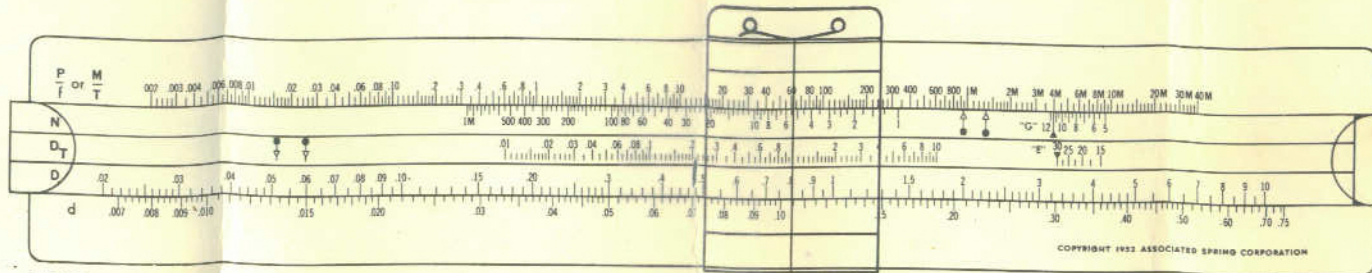 P/f or M/T .002 .003 .004 .006 .008 .01 .02 .03 .04 .06 .08 .10 .2 .3 .4 .6 .8 1 2 3 4 6 8 10 20 30 40 60 80 100 200 300 400 600 800 1M 2M 3M 4M 6M 8M 10M 20M 30M 40M
N 1M 500 400 300 200 100 80 60 40 30 20 10 8 6 4 3 2 1 "G" 12 10 8 6 5
D_T .01 .02 .03 .04 .06 .08 .1 .2 .3 .4 .6 .8 1 2 3 4 6 8 10 "E" 30 25 20 15
D .02 .03 .04 .05 .06 .07 .08 .09 .10 .15 .20 .3 .4 .5 .6 .7 .8 .9 1 1.5 2 3 4 5 6 7 8 9 10
d .007 .008 .009 .010 .015 .020 .03 .04 .05 .06 .07 .08 .09 .10 .15 .20 .30 .40 .50 .60 .70 .75
COPYRIGHT 1952 ASSOCIATED SPRING CORPORATION